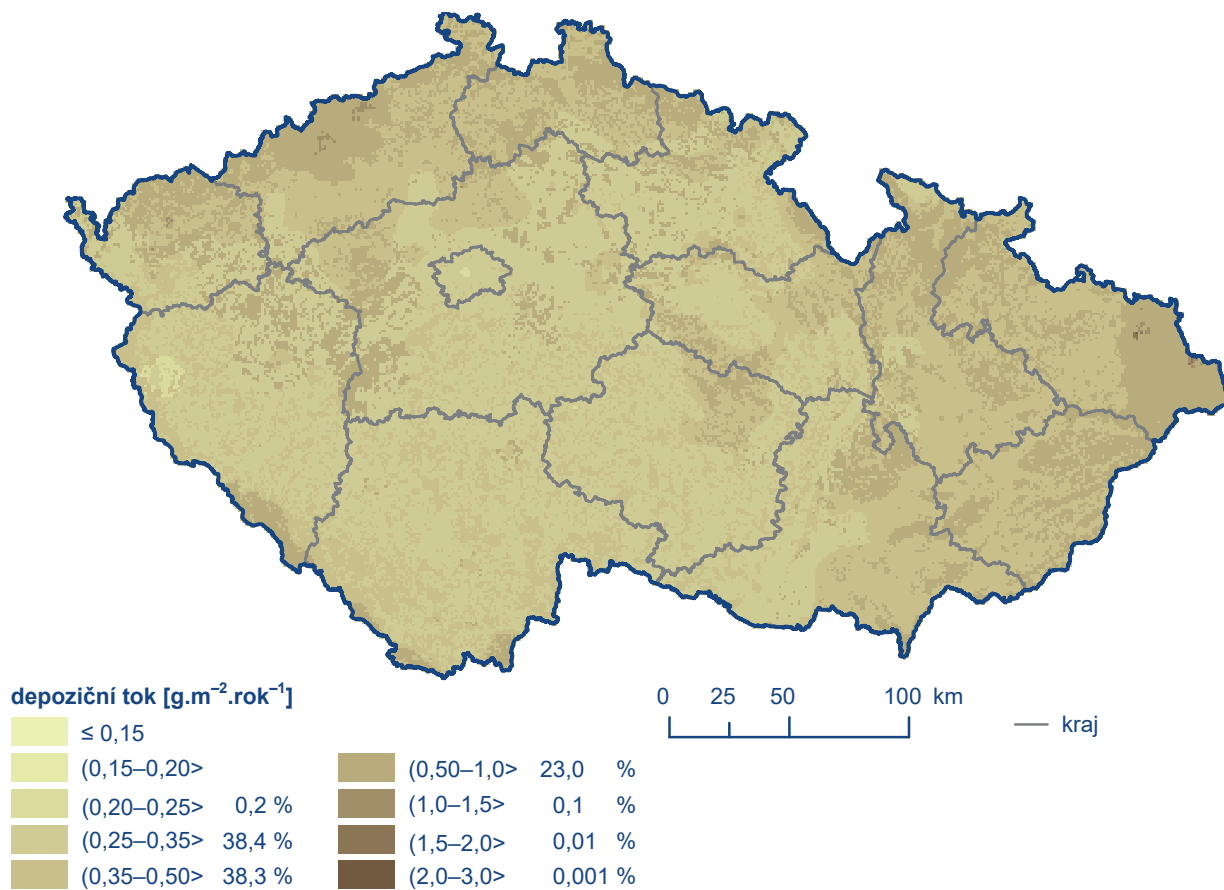 depoziční tok [g.m⁻².rok⁻¹]
≤ 0,15
(0,15–0,20>
(0,20–0,25> 0,2 %
(0,25–0,35> 38,4 %
(0,35–0,50> 38,3 %
(0,50–1,0> 23,0 %
(1,0–1,5> 0,1 %
(1,5–2,0> 0,01 %
(2,0–3,0> 0,001 %
0 25 50 100 km
kraj